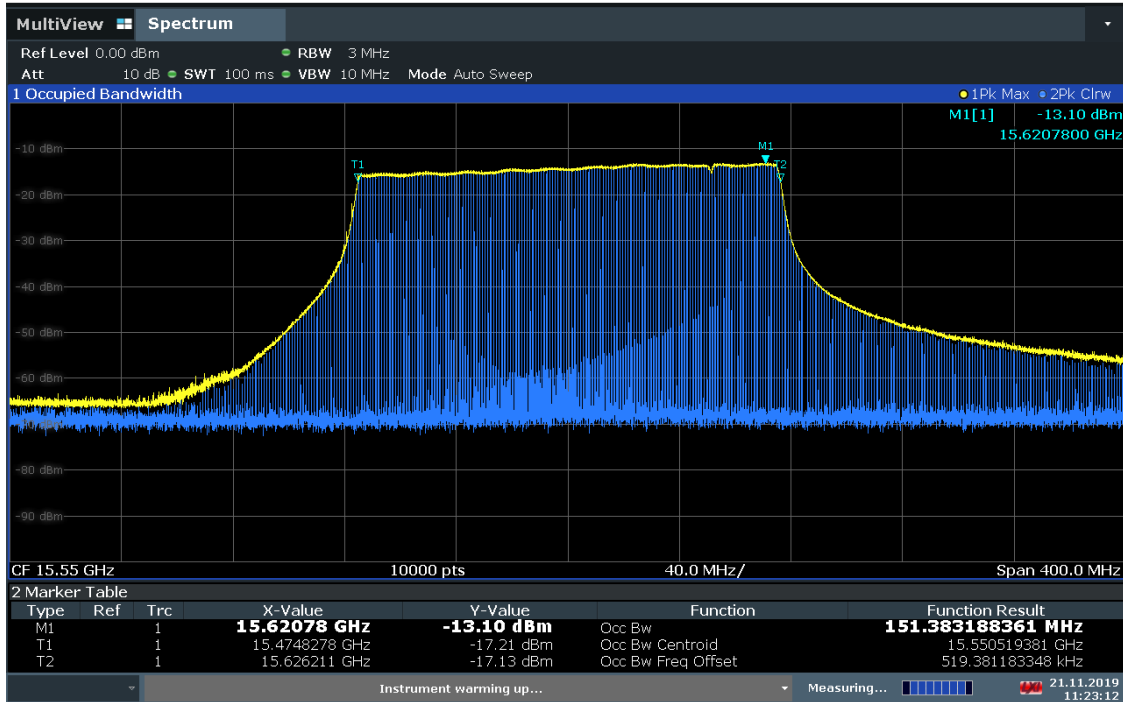 MultiView Spectrum
Ref Level 0.00 dBm RBW 3 MHz
Att 10 dB SWT 100 ms VBW 10 MHz Mode Auto Sweep
1 Occupied Bandwidth 1Pk Max 2Pk Clrw
M1[1] -13.10 dBm
15.6207800 GHz
-10 dBm
M1
T1 T2
-20 dBm
-30 dBm
-40 dBm
-50 dBm
-60 dBm
-80 dBm
-90 dBm
CF 15.55 GHz 10000 pts 40.0 MHz/ Span 400.0 MHz
2 Marker Table
Type Ref Trc X-Value Y-Value Function Function Result
M1 1 15.62078 GHz -13.10 dBm Occ Bw 151.383188361 MHz
T1 1 15.4748278 GHz -17.21 dBm Occ Bw Centroid 15.550519381 GHz
T2 1 15.626211 GHz -17.13 dBm Occ Bw Freq Offset 519.381183348 kHz
Instrument warming up... Measuring... 21.11.2019
11:23:12